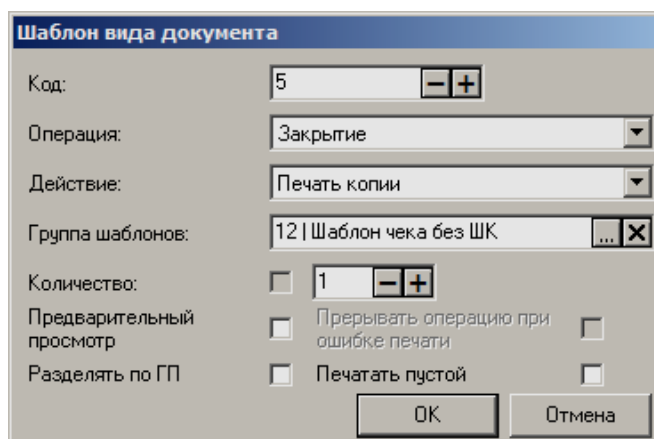 Шаблон вида документа
Код: 5
Операция: Закрытие
Действие: Печать копии
Группа шаблонов: 12 | Шаблон чека без ШК ...
Количество: 1
Предварительный просмотр
Прерывать операцию при ошибке печати
Разделять по ГП
Печатать пустой
OK
Отмена